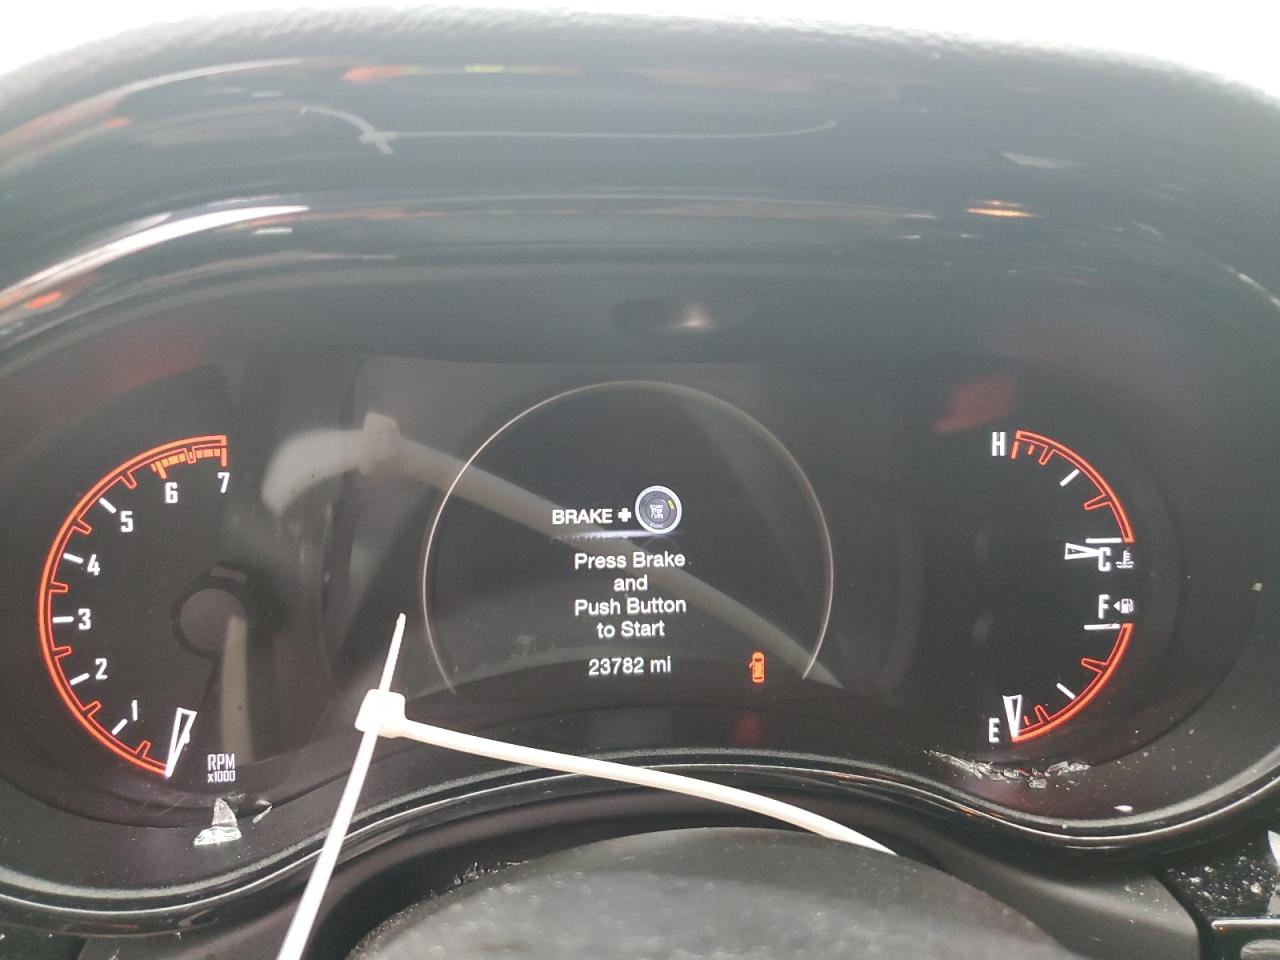 7
6
5
4
3
2
1
RPM
x1000
BRAKE +
Press Brake
and
Push Button
to Start
23782 mi
H
C
F
E